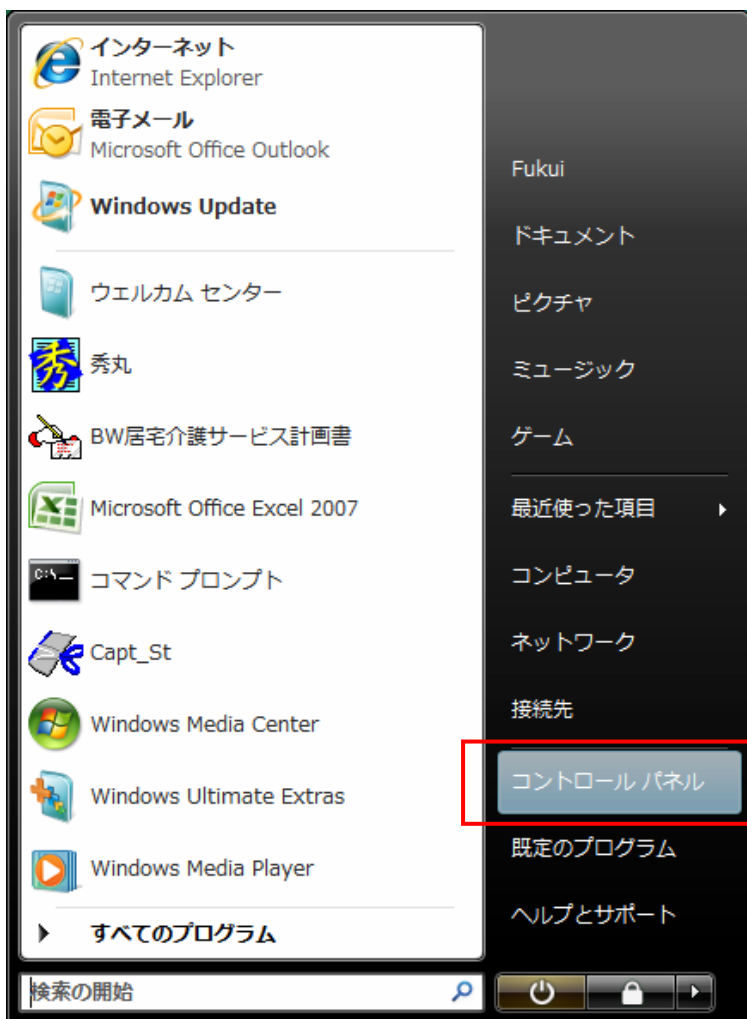 インターネット
Internet Explorer
電子メール
Microsoft Office Outlook
Windows Update
ウェルカム センター
秀
秀丸
BW居宅介護サービス計画書
Microsoft Office Excel 2007
C:\_
コマンド プロンプト
Capt_St
Windows Media Center
Windows Ultimate Extras
Windows Media Player
すべてのプログラム
検索の開始
Fukui
ドキュメント
ピクチャ
ミュージック
ゲーム
最近使った項目
コンピュータ
ネットワーク
接続先
コントロール パネル
既定のプログラム
ヘルプとサポート